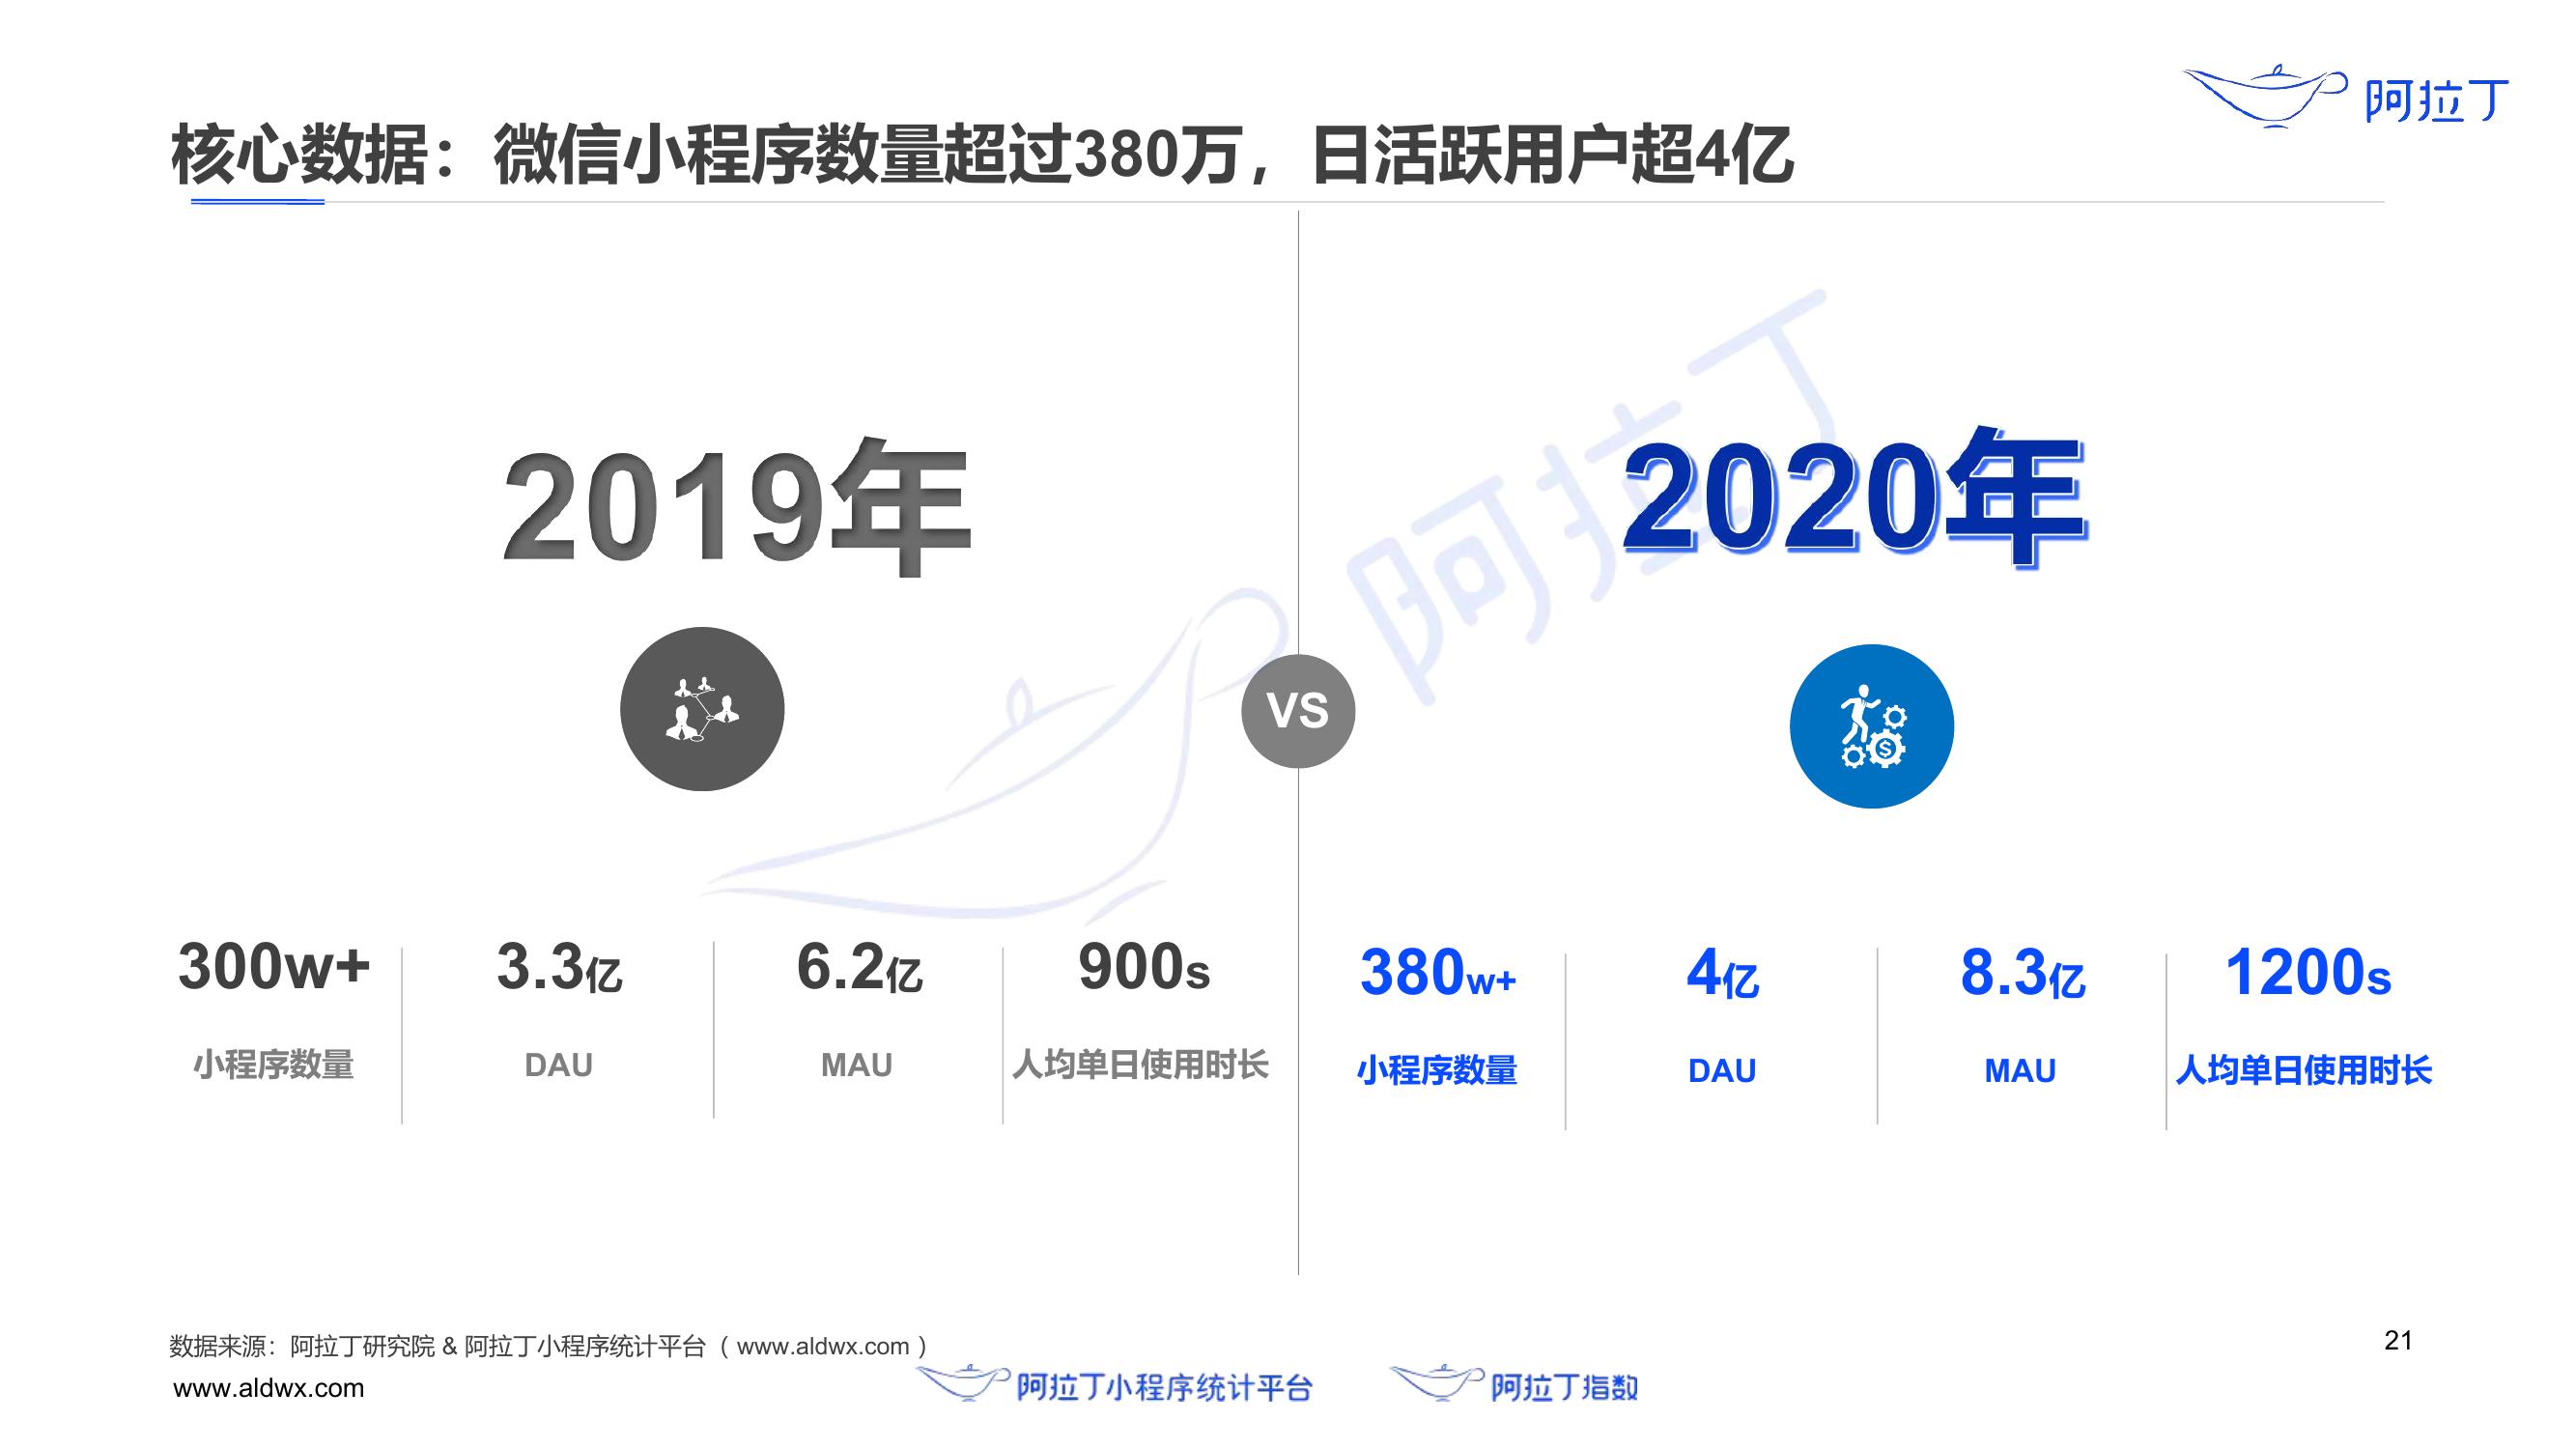 阿拉丁
核心数据：微信小程序数量超过380万，日活跃用户超4亿
阿拉丁
2019年
2020年
VS
300w+
3.3亿
6.2亿
900s
小程序数量
DAU
MAU
人均单日使用时长
380w+
4亿
8.3亿
1200s
小程序数量
DAU
MAU
人均单日使用时长
数据来源：阿拉丁研究院 & 阿拉丁小程序统计平台（www.aldwx.com）
21
www.aldwx.com
阿拉丁小程序统计平台
阿拉丁指数